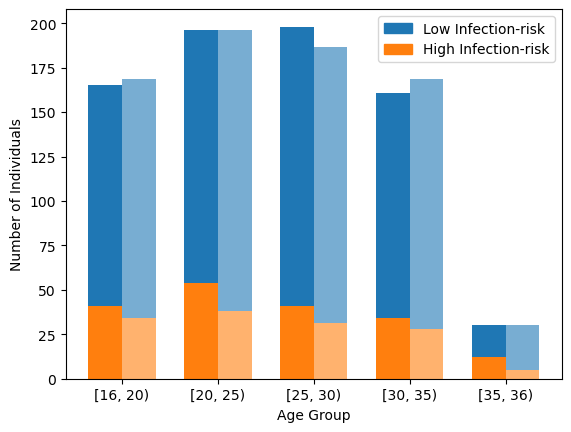 200
175
150
125
100
75
50
25
0
Number of Individuals
Low Infection-risk
High Infection-risk
[16, 20) [20, 25) [25, 30) [30, 35) [35, 36)
Age Group